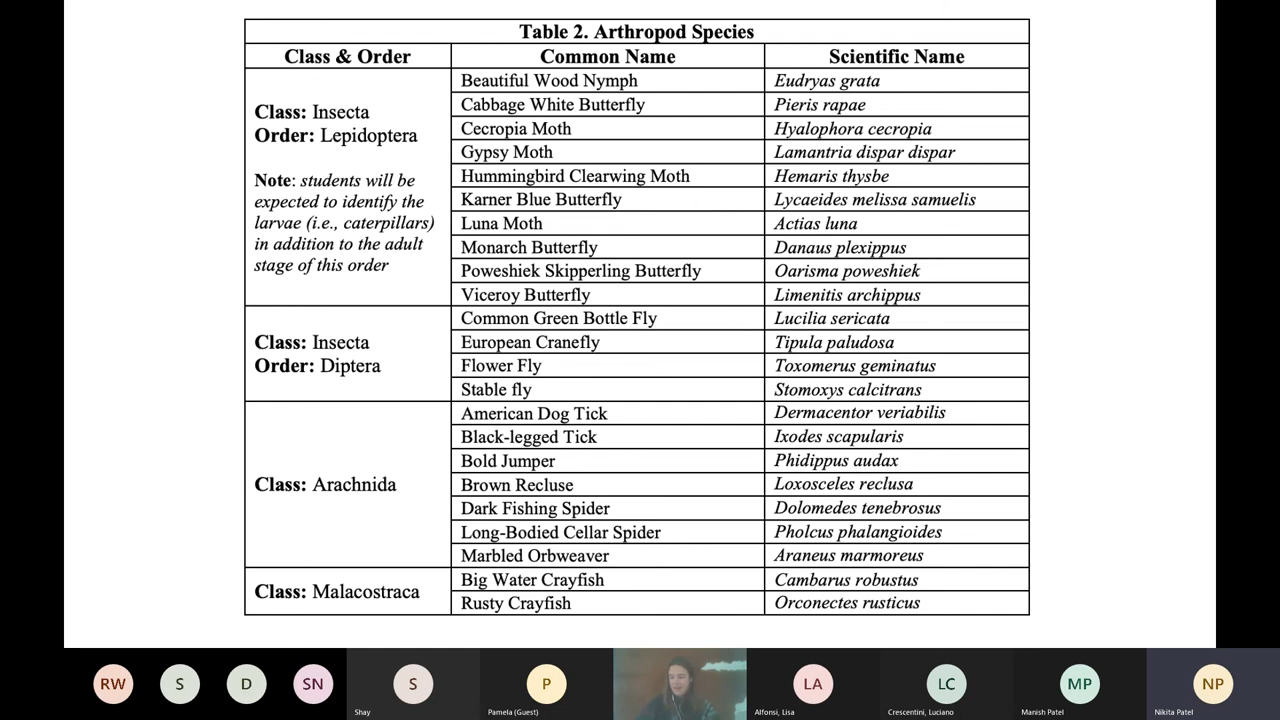 Table 2. Arthropod Species
Class & Order Common Name Scientific Name
Class: Insecta
Order: Lepidoptera
Note: students will be
expected to identify the
larvae (i.e., caterpillars)
in addition to the adult
stage of this order
Beautiful Wood Nymph Eudryas grata
Cabbage White Butterfly Pieris rapae
Cecropia Moth Hyalophora cecropia
Gypsy Moth Lamantria dispar dispar
Hummingbird Clearwing Moth Hemaris thysbe
Karner Blue Butterfly Lycaeides melissa samuelis
Luna Moth Actias luna
Monarch Butterfly Danaus plexippus
Poweshiek Skipperling Butterfly Oarisma poweshiek
Viceroy Butterfly Limenitis archippus
Class: Insecta
Order: Diptera
Common Green Bottle Fly Lucilia sericata
European Cranefly Tipula paludosa
Flower Fly Toxomerus geminatus
Stable fly Stomoxys calcitrans
Class: Arachnida
American Dog Tick Dermacentor veriabilis
Black-legged Tick Ixodes scapularis
Bold Jumper Phidippus audax
Brown Recluse Loxosceles reclusa
Dark Fishing Spider Dolomedes tenebrosus
Long-Bodied Cellar Spider Pholcus phalangioides
Marbled Orbweaver Araneus marmoreus
Class: Malacostraca
Big Water Crayfish Cambarus robustus
Rusty Crayfish Orconectes rusticus
RW S D SN S P LA LC MP NP
Shay Pamela (Guest) Alfonsi, Lisa Crescentini, Luciano Manish Patel Nikita Patel